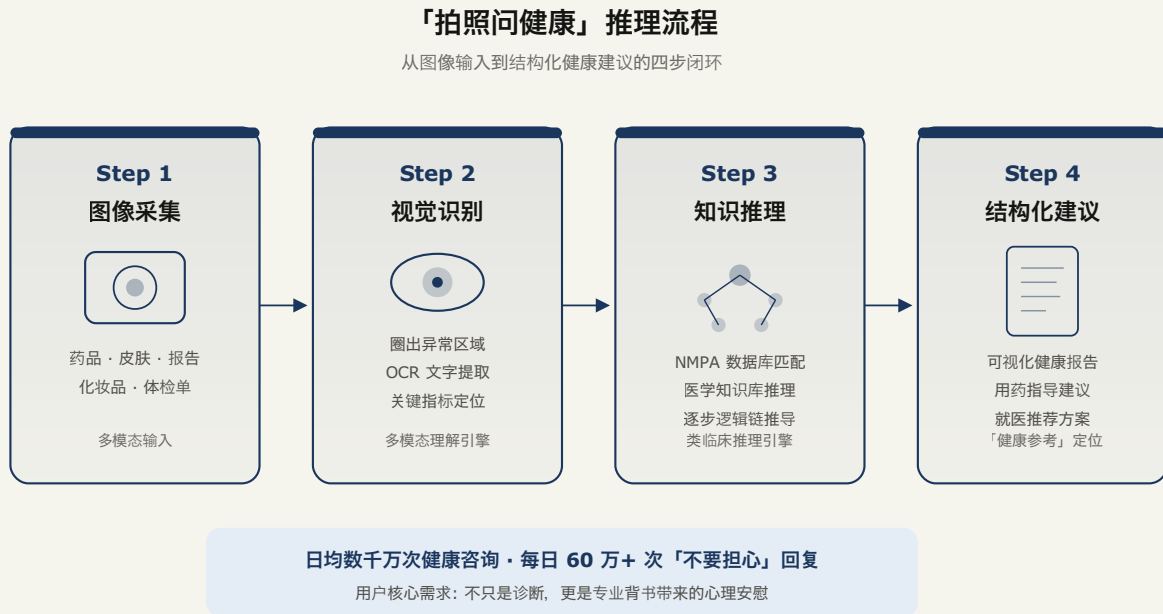 「拍照问健康」推理流程
从图像输入到结构化健康建议的四步闭环
Step 1
图像采集
药品 · 皮肤 · 报告
化妆品 · 体检单
多模态输入
Step 2
视觉识别
圈出异常区域
OCR 文字提取
关键指标定位
多模态理解引擎
Step 3
知识推理
NMPA 数据库匹配
医学知识库推理
逐步逻辑链推导
类临床推理引擎
Step 4
结构化建议
可视化健康报告
用药指导建议
就医推荐方案
「健康参考」定位
日均数千万次健康咨询 · 每日 60 万+ 次「不要担心」回复
用户核心需求：不只是诊断，更是专业背书带来的心理安慰